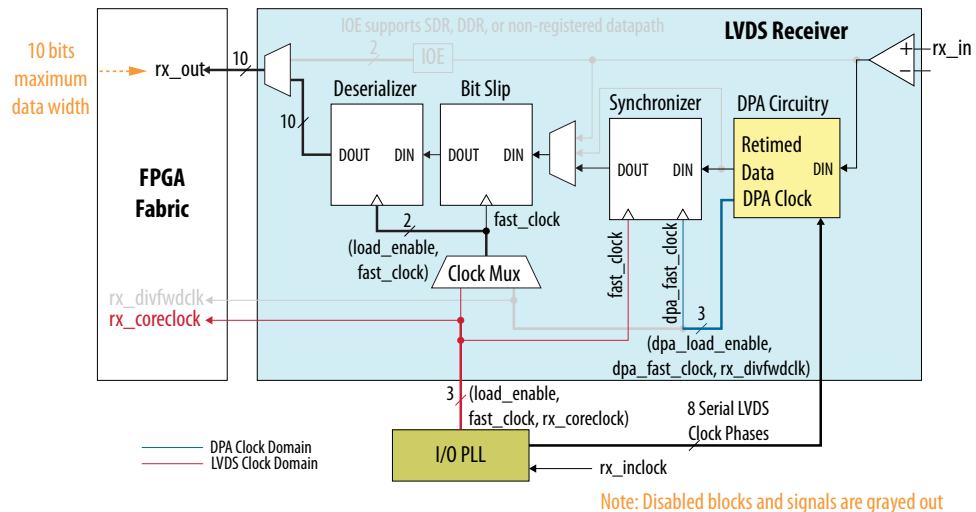 IOE supports SDR, DDR, or non-registered datapath
LVDS Receiver
10 bits
maximum
data width
rx_out
10
2
IOE
+
−
rx_in
Deserializer
Bit Slip
Synchronizer
DPA Circuitry
10
DOUT
DIN
DOUT
DIN
DOUT
DIN
Retimed
Data
DIN
DPA Clock
FPGA
Fabric
2
fast_clock
(load_enable,
fast_clock)
Clock Mux
fast_clock
dpa_fast_clock
3
rx_divfwdclk
rx_coreclock
(dpa_load_enable,
dpa_fast_clock, rx_divfwdclk)
3
(load_enable,
fast_clock, rx_coreclock)
8 Serial LVDS
Clock Phases
DPA Clock Domain
LVDS Clock Domain
I/O PLL
rx_inclock
Note: Disabled blocks and signals are grayed out